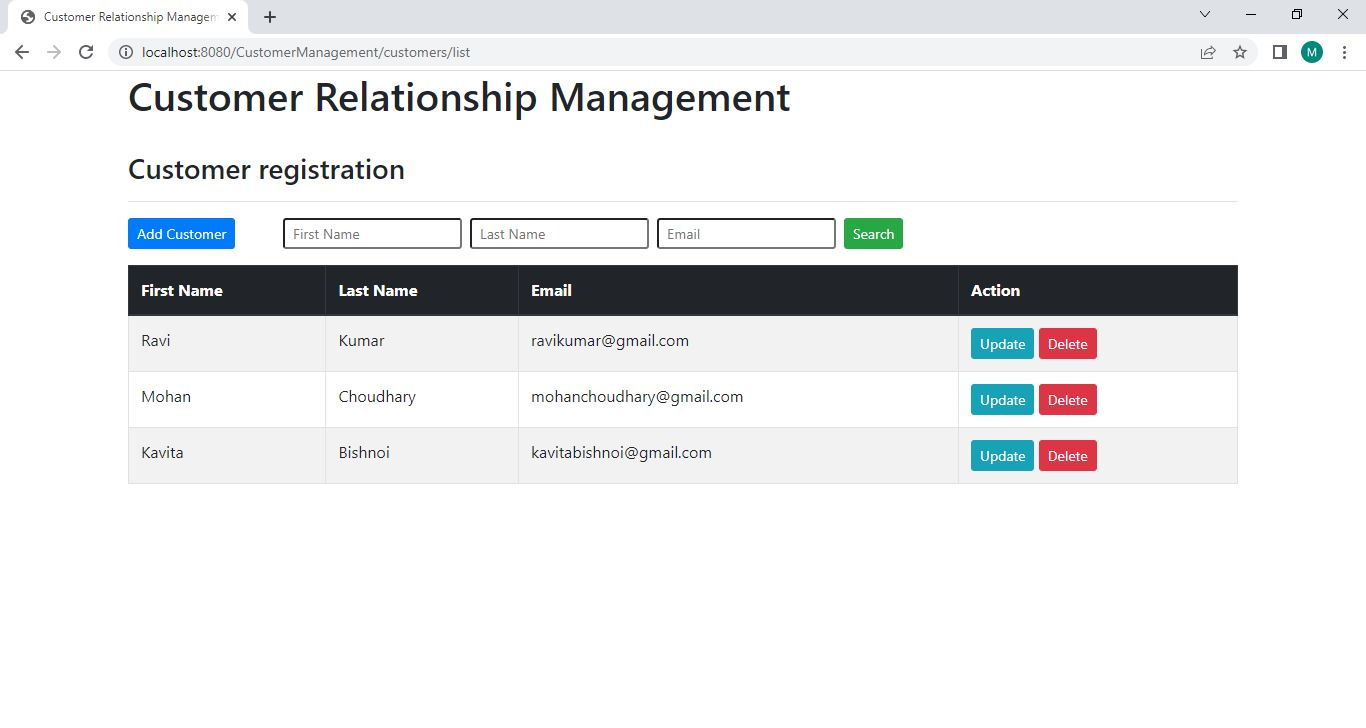 Customer Relationship Managem
localhost:8080/CustomerManagement/customers/list
M
Customer Relationship Management
Customer registration
Add Customer First Name Last Name Email Search
First Name Last Name Email Action
Ravi Kumar ravikumar@gmail.com Update Delete
Mohan Choudhary mohanchoudhary@gmail.com Update Delete
Kavita Bishnoi kavitabishnoi@gmail.com Update Delete